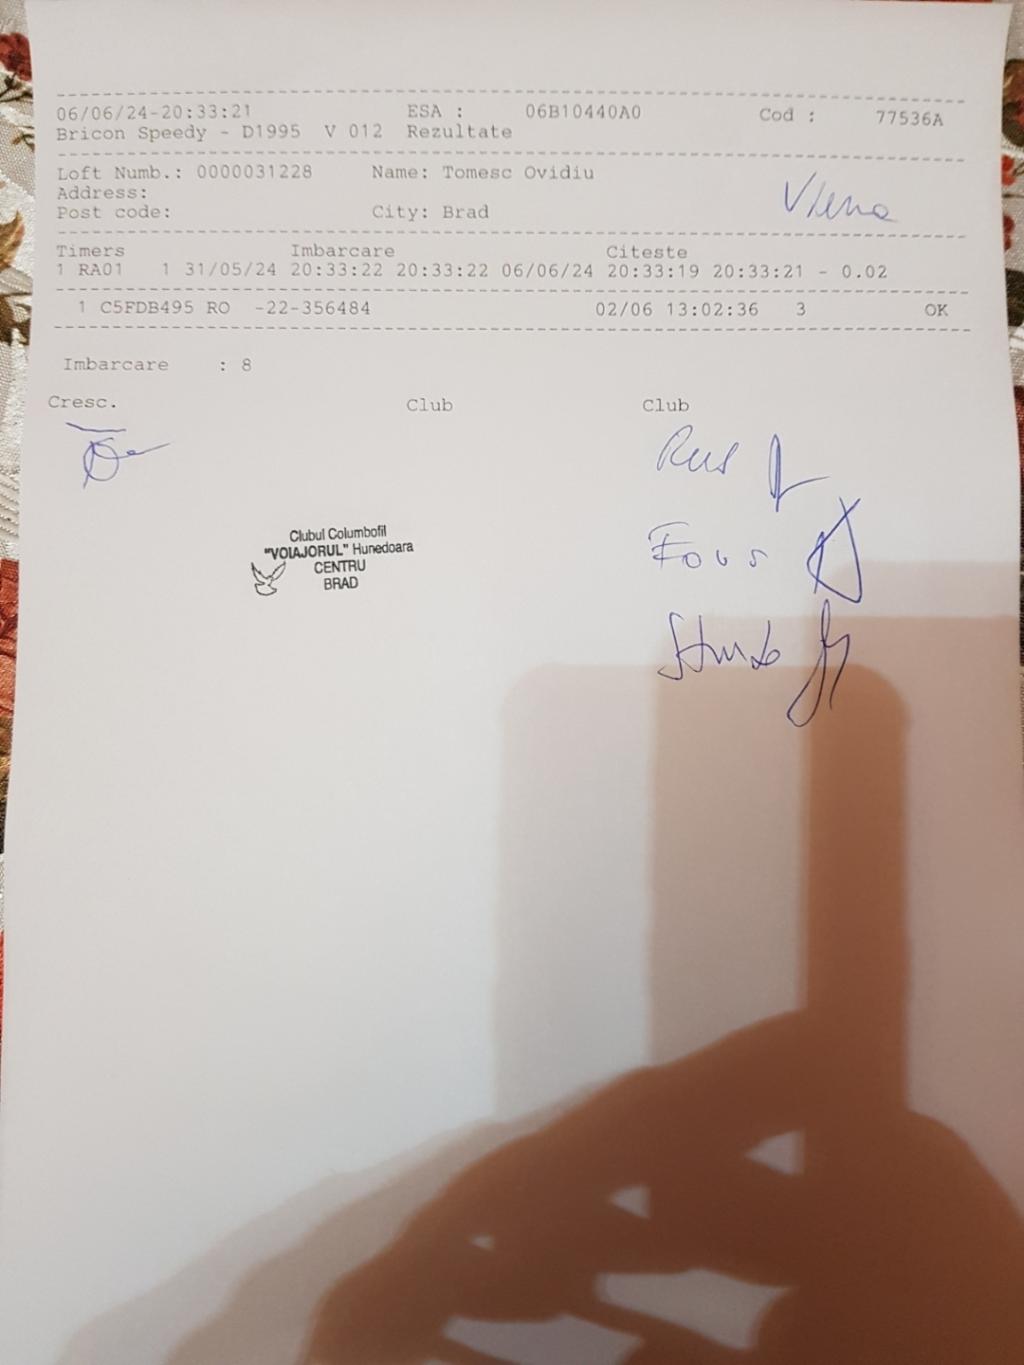 06/06/24-20:33:21 ESA : 06B10440A0 Cod : 77536A
Bricon Speedy - D1995 V 012 Rezultate
Loft Numb.: 0000031228 Name: Tomesc Ovidiu
Address:
Post code: City: Brad
Viena
Timers Imbarcare Citeste
1 RA01 1 31/05/24 20:33:22 20:33:22 06/06/24 20:33:19 20:33:21 - 0.02
1 C5FDB495 RO -22-356484 02/06 13:02:36 3 OK
Imbarcare : 8
Cresc. Club Club
Rus
Clubul Columbofil
"VOIAJORUL" Hunedoara
CENTRU
BRAD